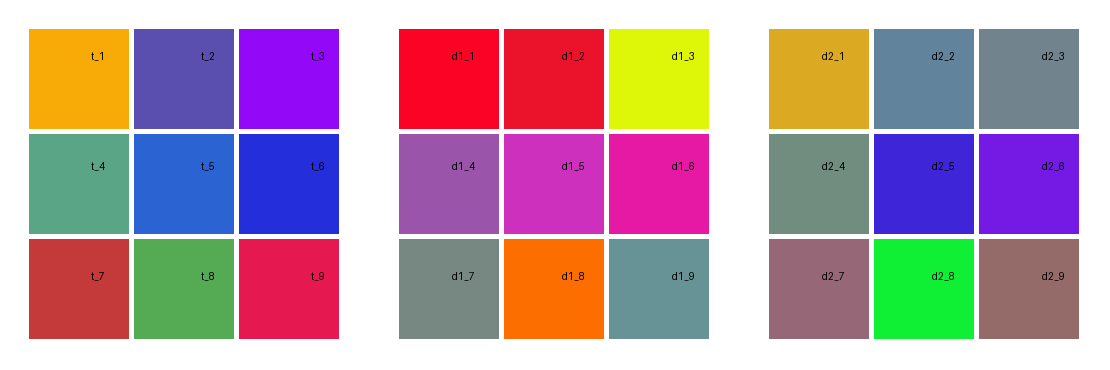 t_1 t_2 t_3 d1_1 d1_2 d1_3 d2_1 d2_2 d2_3
t_4 t_5 t_6 d1_4 d1_5 d1_6 d2_4 d2_5 d2_6
t_7 t_8 t_9 d1_7 d1_8 d1_9 d2_7 d2_8 d2_9